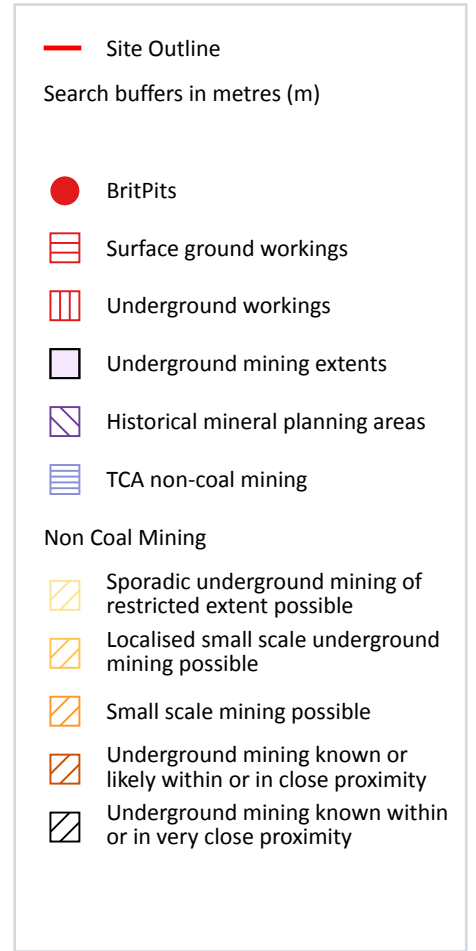 Site Outline
Search buffers in metres (m)
BritPits
Surface ground workings
Underground workings
Underground mining extents
Historical mineral planning areas
TCA non-coal mining
Non Coal Mining
Sporadic underground mining of
restricted extent possible
Localised small scale underground
mining possible
Small scale mining possible
Underground mining known or
likely within or in close proximity
Underground mining known within
or in very close proximity